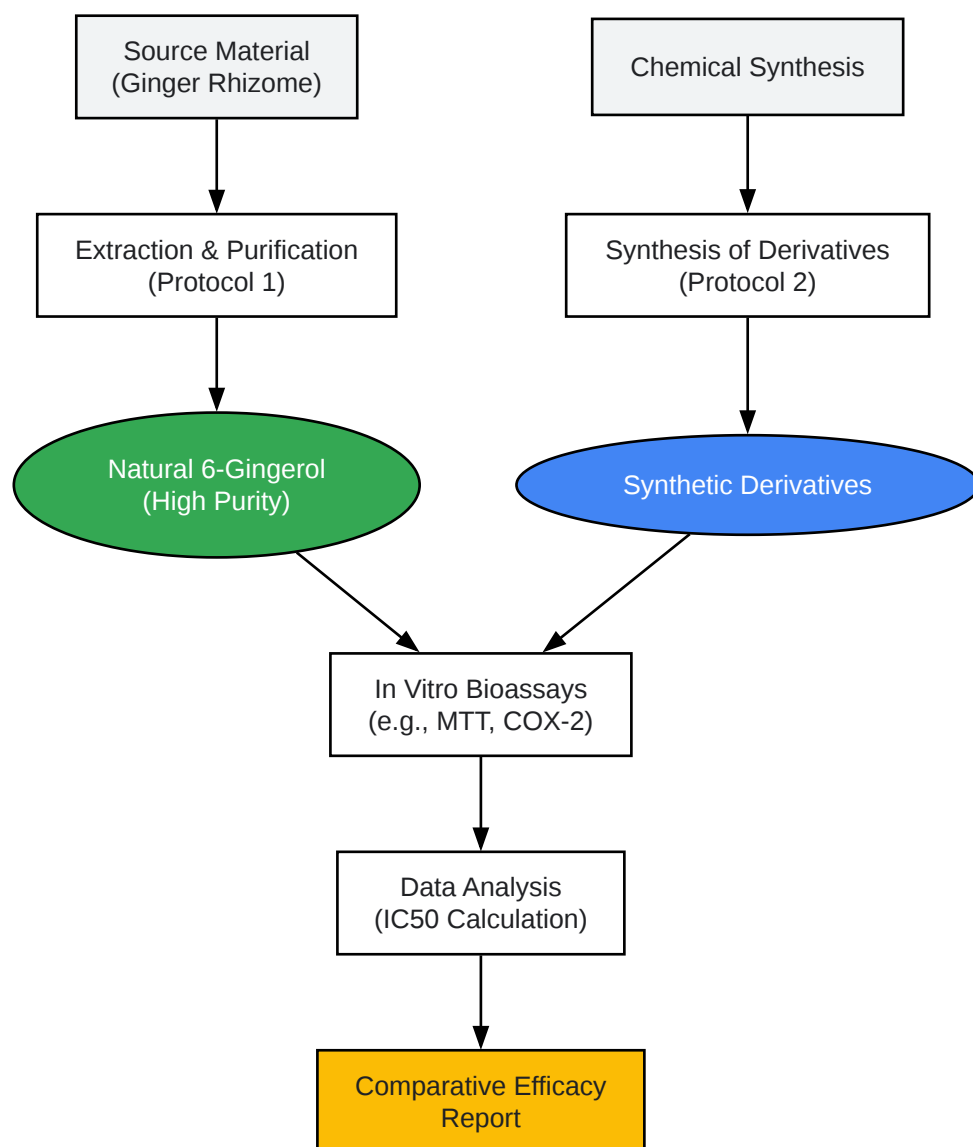 Source Material
(Ginger Rhizome)
Chemical Synthesis
Extraction & Purification
(Protocol 1)
Synthesis of Derivatives
(Protocol 2)
Natural 6-Gingerol
(High Purity)
Synthetic Derivatives
In Vitro Bioassays
(e.g., MTT, COX-2)
Data Analysis
(IC50 Calculation)
Comparative Efficacy
Report